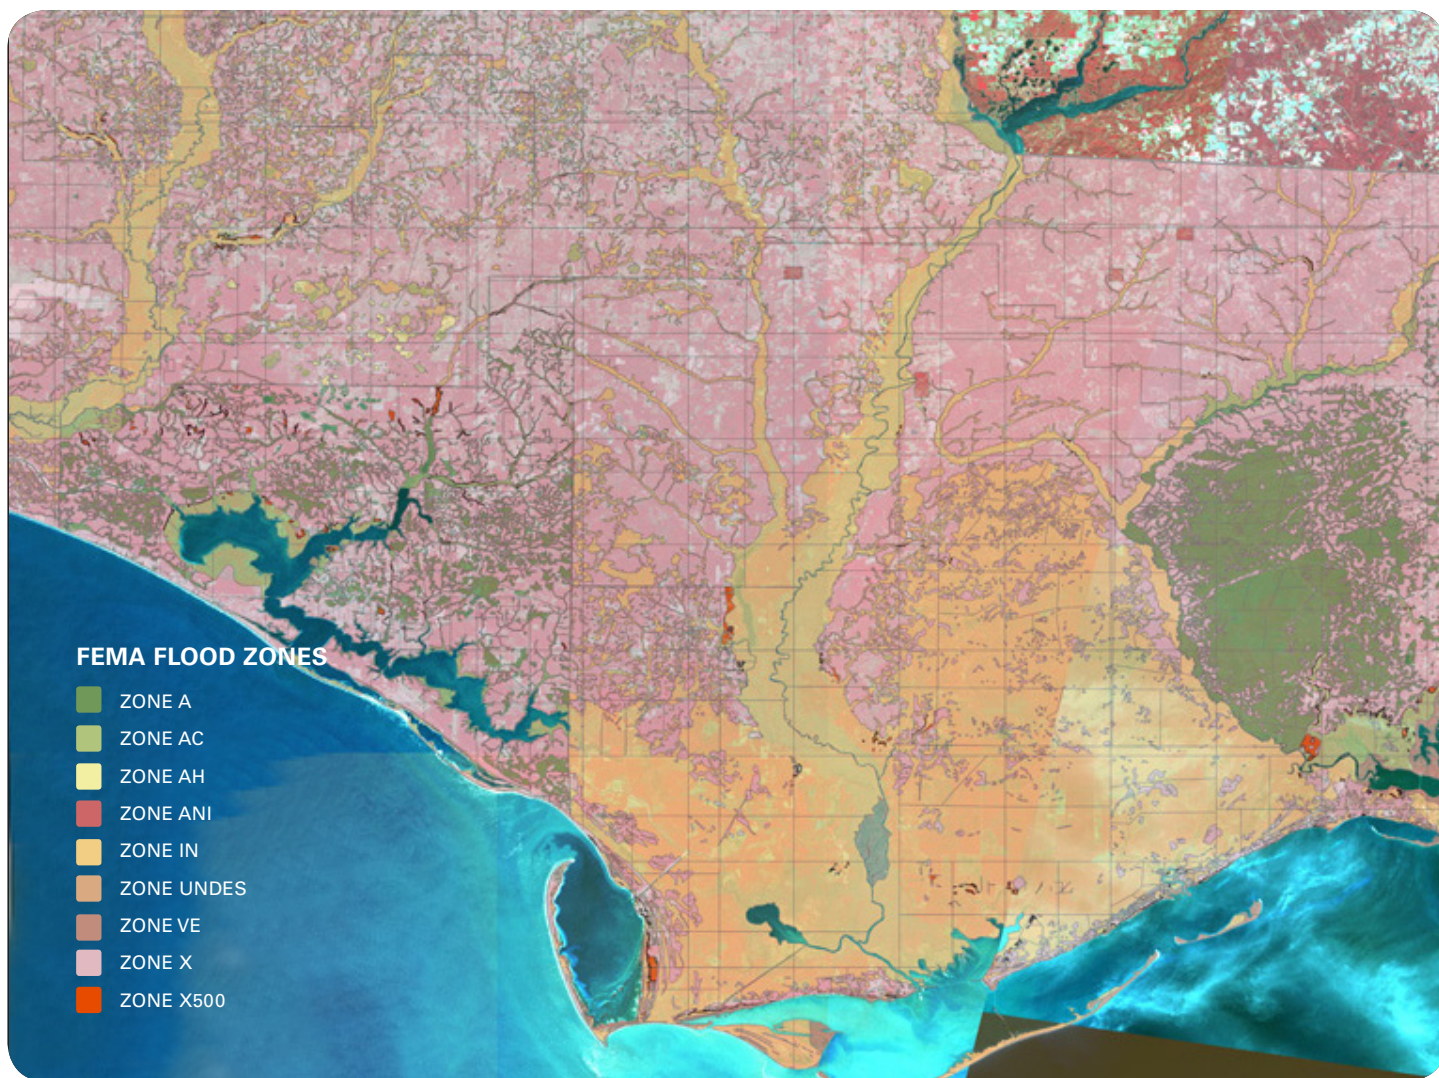 FEMA FLOOD ZONES
ZONE A
ZONE AC
ZONE AH
ZONE ANI
ZONE IN
ZONE UNDES
ZONE VE
ZONE X
ZONE X500